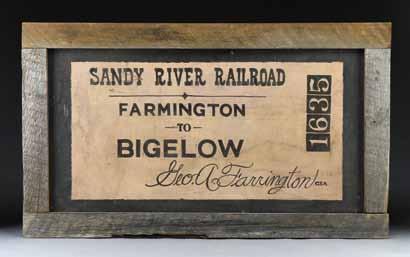 SANDY RIVER RAILROAD
FARMINGTON
TO
BIGELOW
Geo. A. Farrington
1635